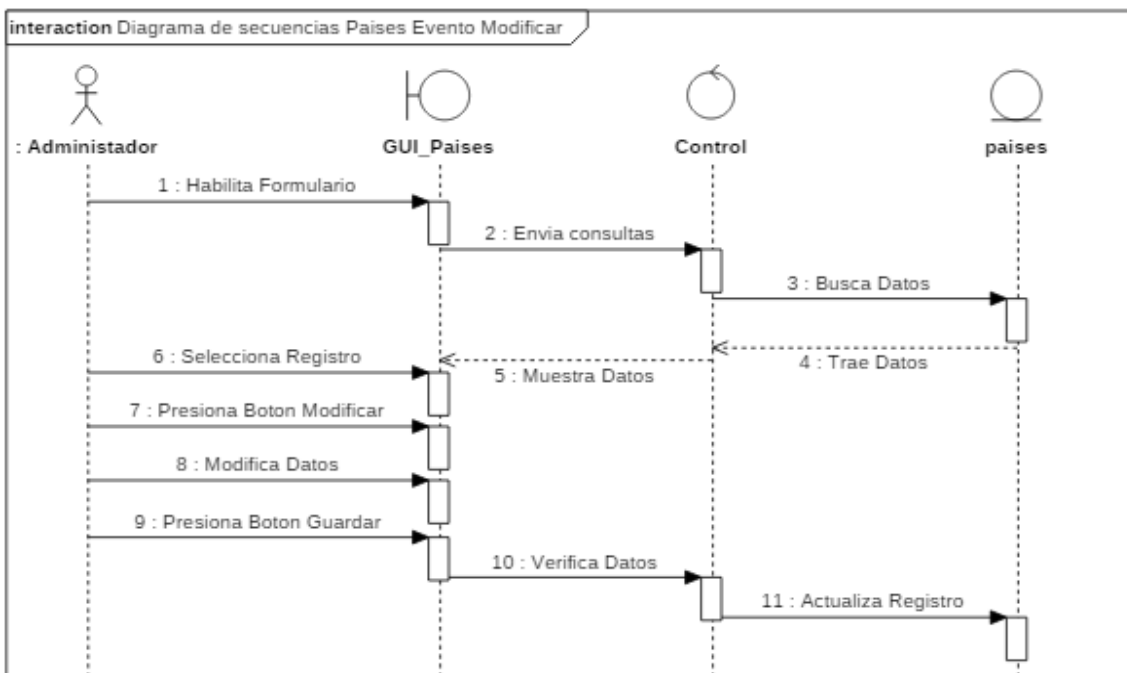 interaction Diagrama de secuencias Paises Evento Modificar
: Administador
GUI_Paises
Control
paises
1 : Habilita Formulario
2 : Envia consultas
3 : Busca Datos
4 : Trae Datos
5 : Muestra Datos
6 : Selecciona Registro
7 : Presiona Boton Modificar
8 : Modifica Datos
9 : Presiona Boton Guardar
10 : Verifica Datos
11 : Actualiza Registro